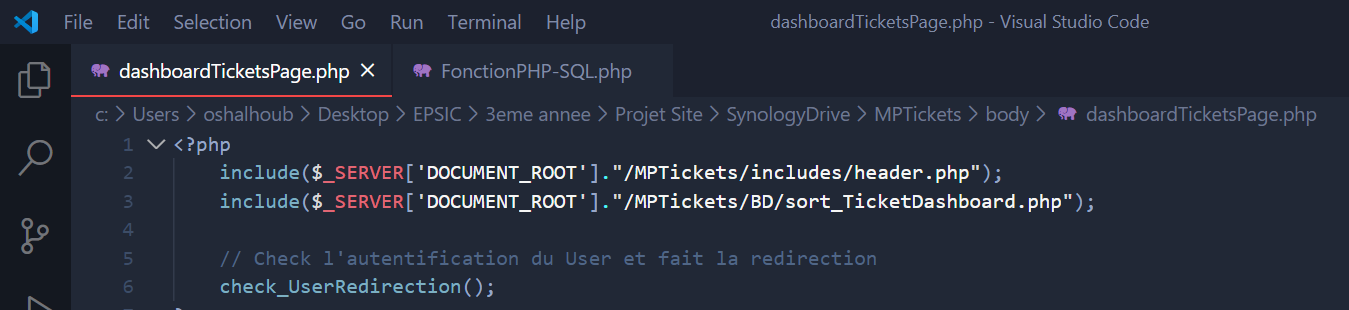 File Edit Selection View Go Run Terminal Help dashboardTicketsPage.php - Visual Studio Code
dashboardTicketsPage.php FonctionPHP-SQL.php
c: > Users > oshalhoub > Desktop > EPSIC > 3eme annee > Projet Site > SynologyDrive > MPTickets > body > dashboardTicketsPage.php
1 <?php
2 include($_SERVER['DOCUMENT_ROOT']."/MPTickets/includes/header.php");
3 include($_SERVER['DOCUMENT_ROOT']."/MPTickets/BD/sort_TicketDashboard.php");
4
5 // Check l'autentification du User et fait la redirection
6 check_UserRedirection();